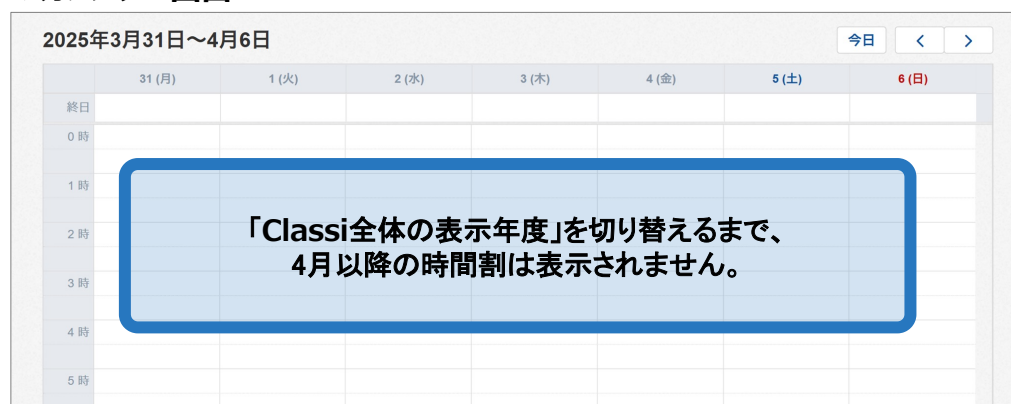 2025年3月31日～4月6日
今日
31 (月) 1 (火) 2 (水) 3 (木) 4 (金) 5 (土) 6 (日)
終日
0 時
1 時
「Classi全体の表示年度」を切り替えるまで、
2 時
4月以降の時間割は表示されません。
3 時
4 時
5 時